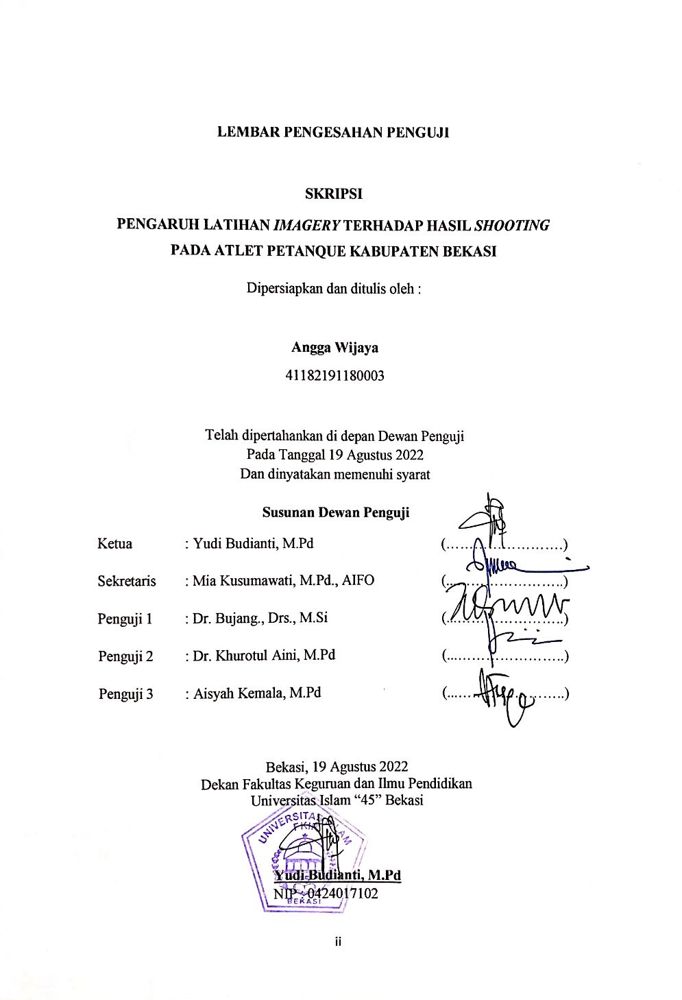 LEMBAR PENGESAHAN PENGUJI
SKRIPSI
PENGARUH LATIHAN IMAGERY TERHADAP HASIL SHOOTING
PADA ATLET PETANQUE KABUPATEN BEKASI
Dipersiapkan dan ditulis oleh :
Angga Wijaya
41182191180003
Telah dipertahankan di depan Dewan Penguji
Pada Tanggal 19 Agustus 2022
Dan dinyatakan memenuhi syarat
Susunan Dewan Penguji
Ketua : Yudi Budianti, M.Pd (............................)
Sekretaris : Mia Kusumawati, M.Pd., AIFO (............................)
Penguji 1 : Dr. Bujang., Drs., M.Si (............................)
Penguji 2 : Dr. Khurotul Aini, M.Pd (............................)
Penguji 3 : Aisyah Kemala, M.Pd (............................)
Bekasi, 19 Agustus 2022
Dekan Fakultas Keguruan dan Ilmu Pendidikan
Universitas Islam “45” Bekasi
UNIVERSITAS ISLAM
FKIP
Yudi Budianti, M.Pd
NIP : 0424017102
BEKASI
ii